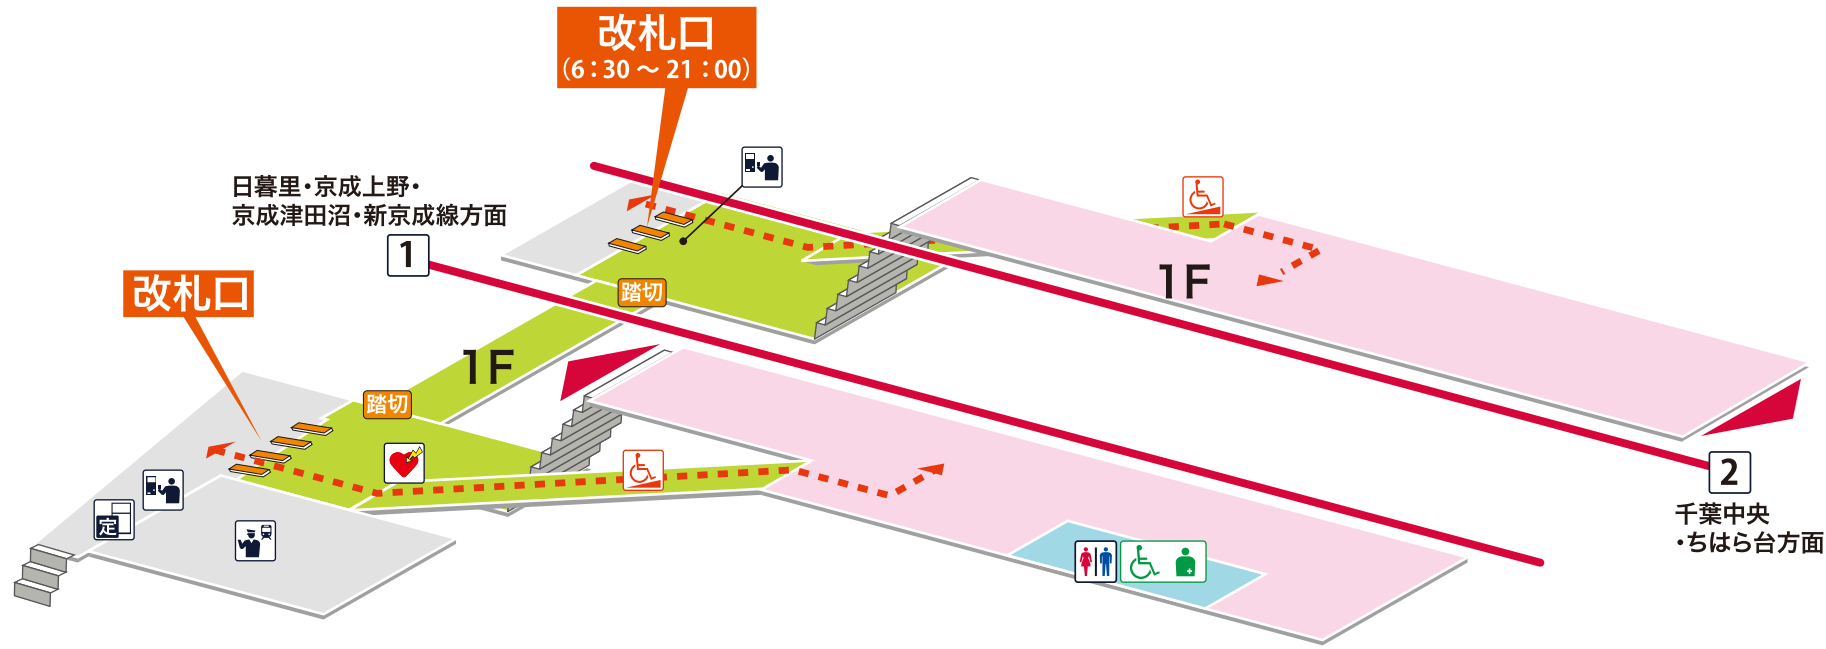 改札口
（6：30 ～ 21：00）
日暮里・京成上野・
京成津田沼・新京成線方面
1
改札口
踏切
1F
1F
踏切
定
2
千葉中央
・ちはら台方面